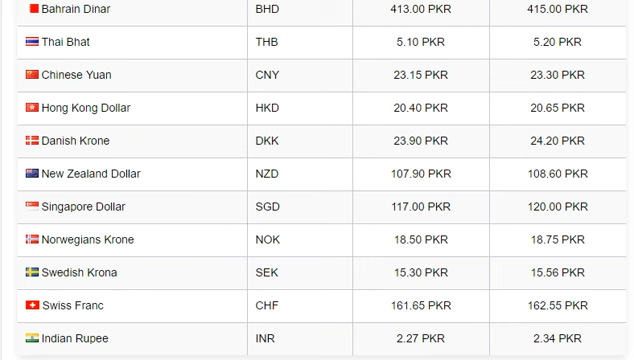 Bahrain Dinar BHD 413.00 PKR 415.00 PKR
Thai Bhat THB 5.10 PKR 5.20 PKR
Chinese Yuan CNY 23.15 PKR 23.30 PKR
Hong Kong Dollar HKD 20.40 PKR 20.65 PKR
Danish Krone DKK 23.90 PKR 24.20 PKR
New Zealand Dollar NZD 107.90 PKR 108.60 PKR
Singapore Dollar SGD 117.00 PKR 120.00 PKR
Norwegians Krone NOK 18.50 PKR 18.75 PKR
Swedish Krona SEK 15.30 PKR 15.56 PKR
Swiss Franc CHF 161.65 PKR 162.55 PKR
Indian Rupee INR 2.27 PKR 2.34 PKR